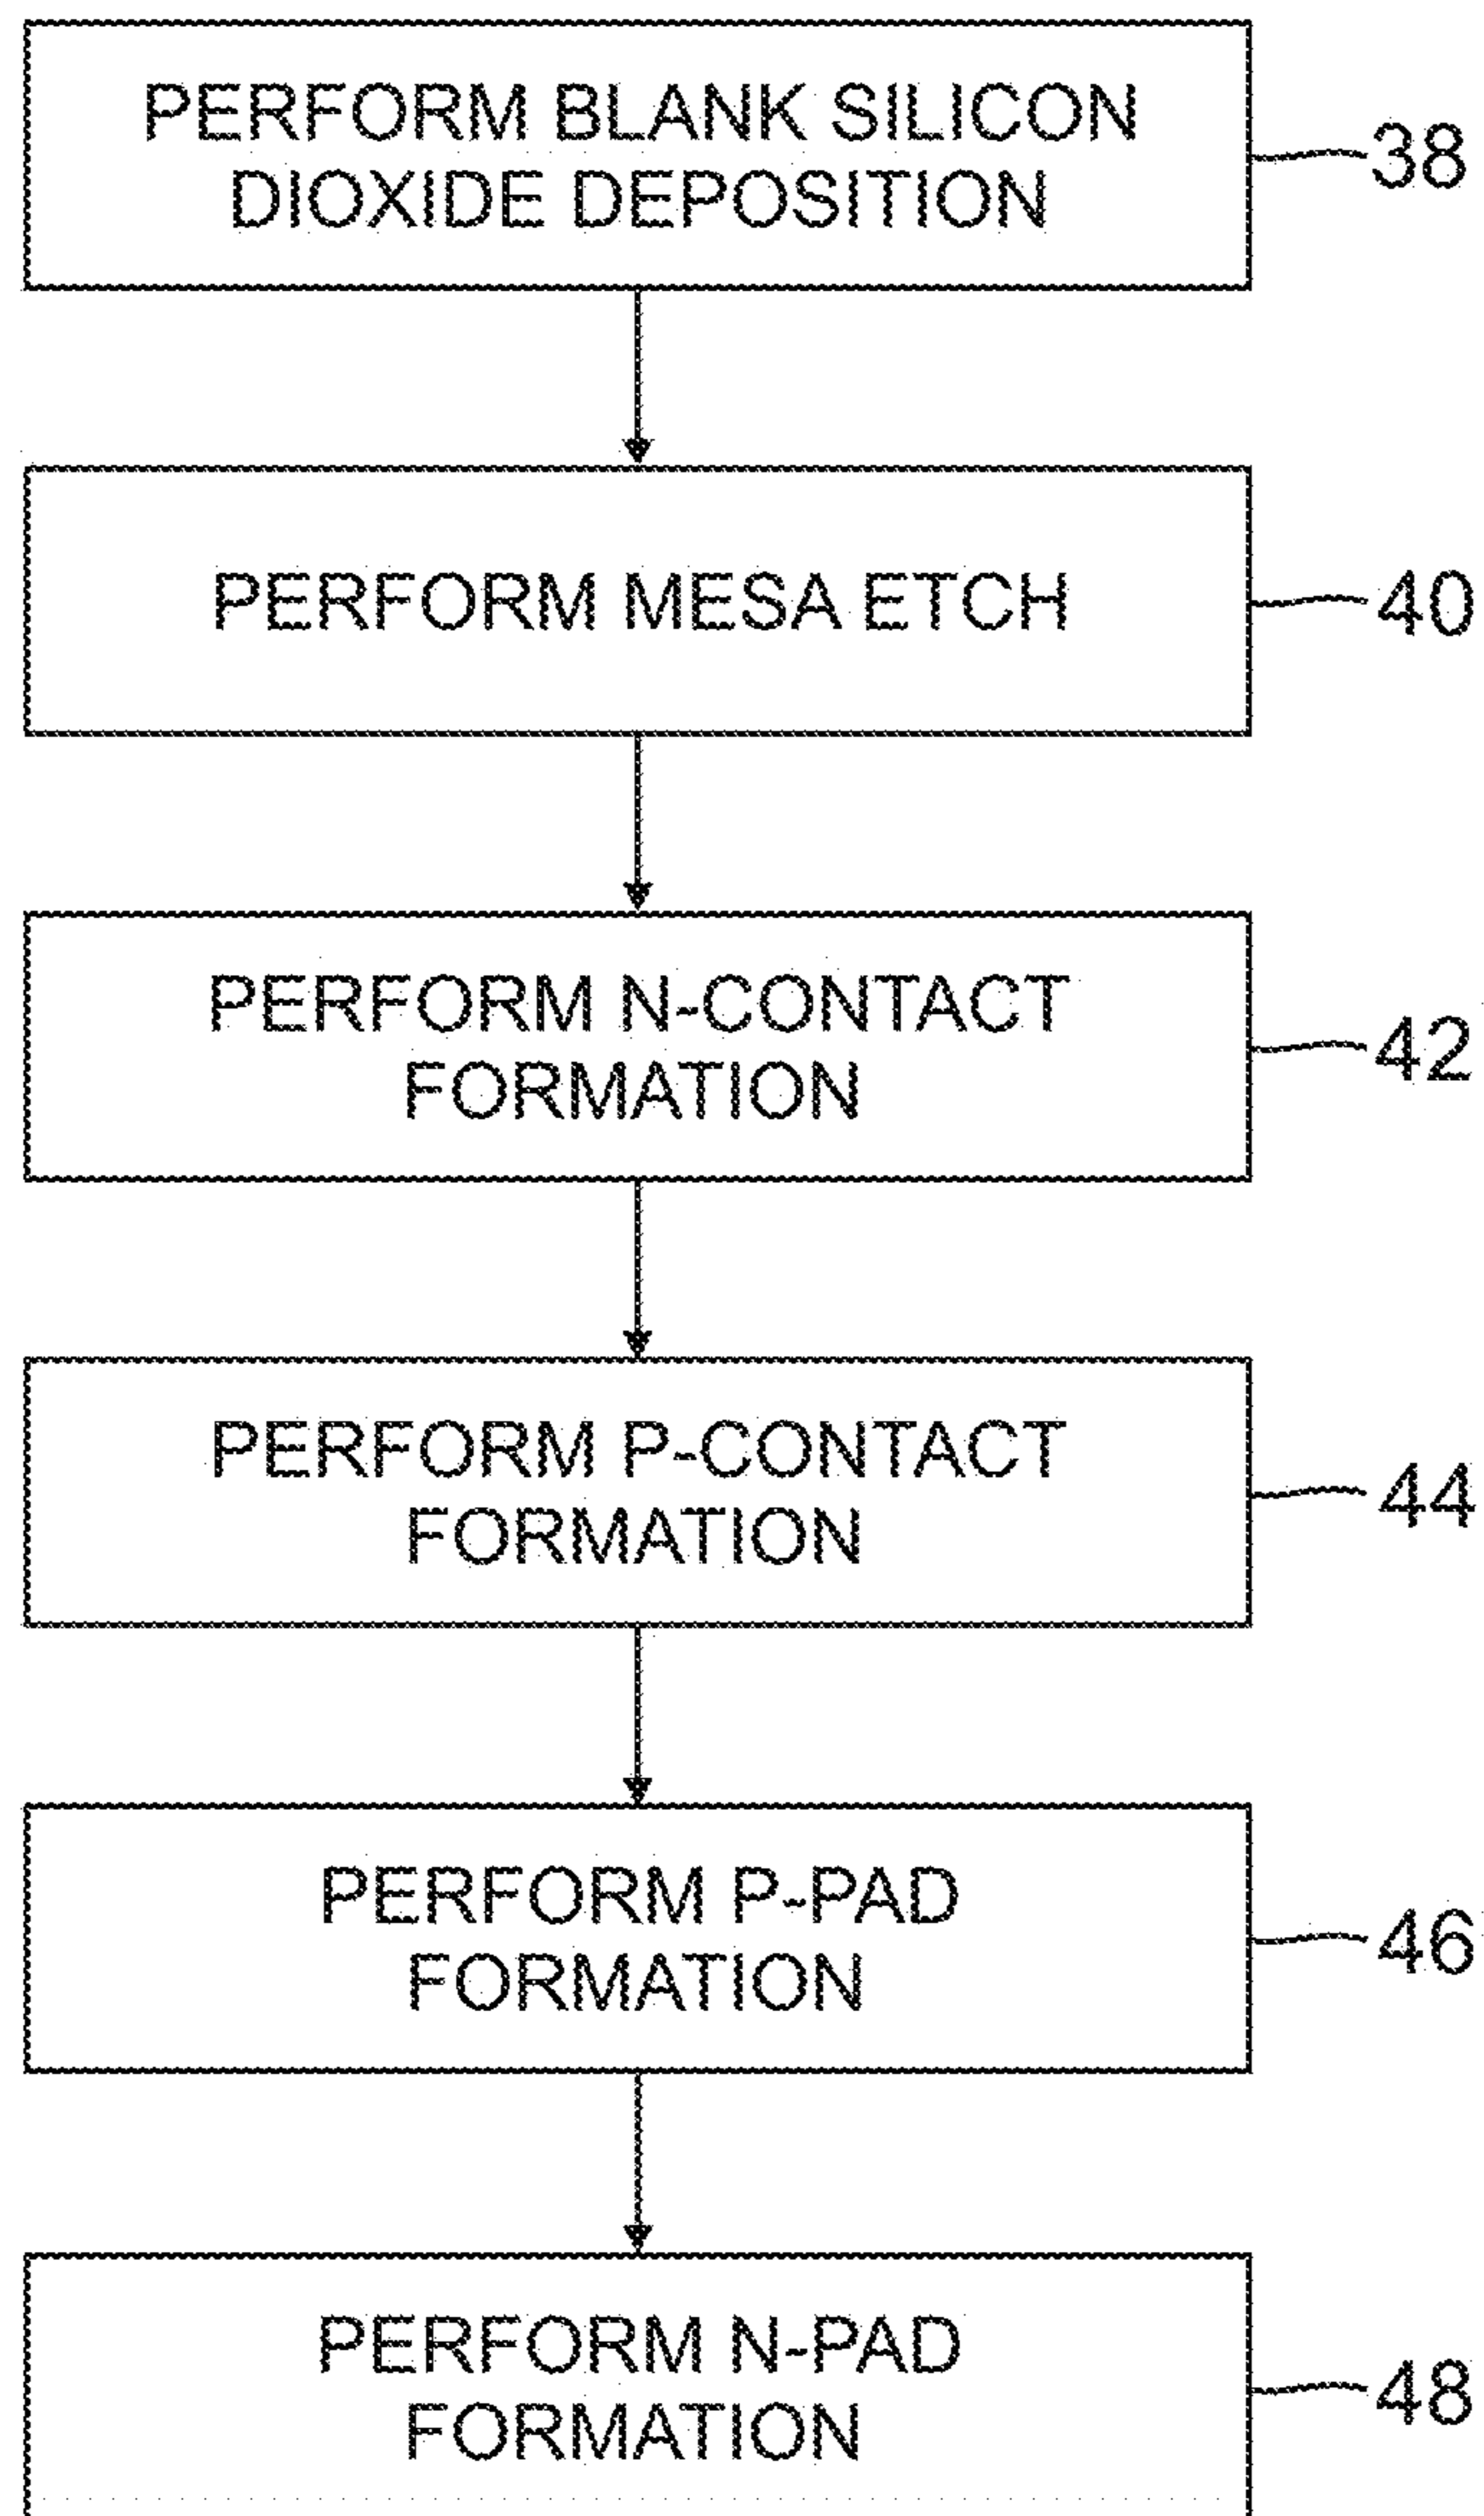 PERFORM BLANK SILICON
DIOXIDE DEPOSITION
38
PERFORM MESA ETCH
40
PERFORM N-CONTACT
FORMATION
42
PERFORM P-CONTACT
FORMATION
44
PERFORM P-PAD
FORMATION
46
PERFORM N-PAD
FORMATION
48